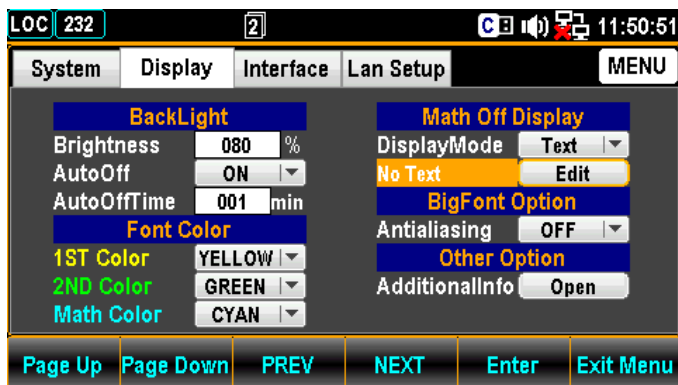 LOC 232 2 C 11:50:51
System Display Interface Lan Setup MENU
BackLight
Brightness 080 %
AutoOff ON
AutoOffTime 001 min
Font Color
1ST Color YELLOW
2ND Color GREEN
Math Color CYAN
Math Off Display
DisplayMode Text
No Text Edit
BigFont Option
Antialiasing OFF
Other Option
AdditionalInfo Open
Page Up Page Down PREV NEXT Enter Exit Menu